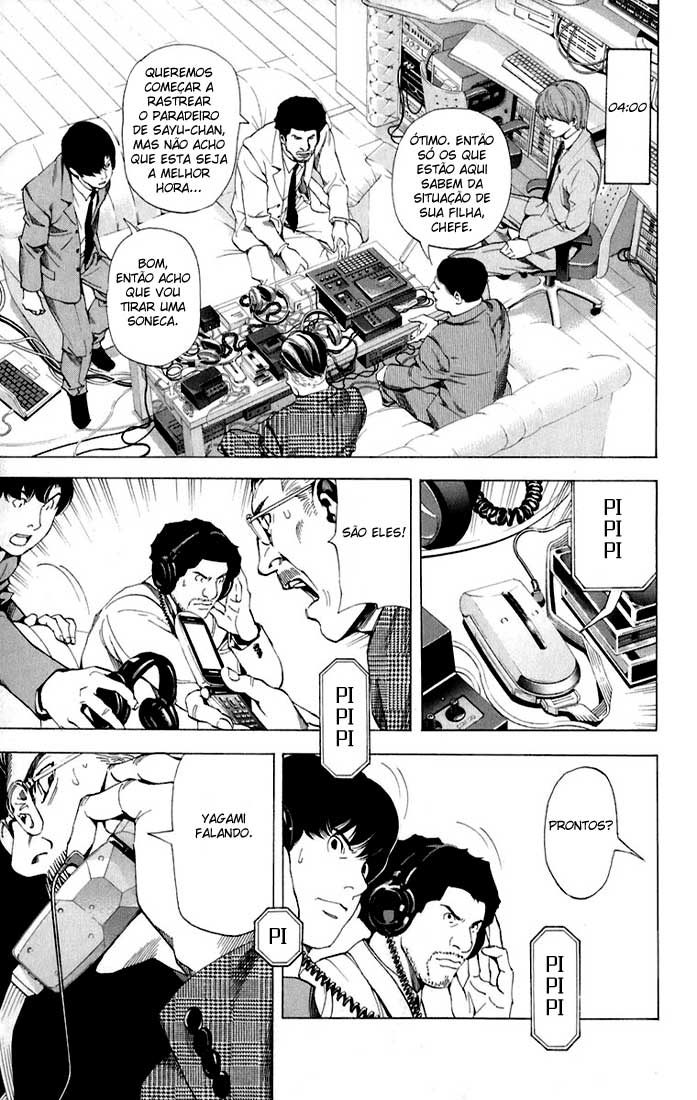 04:00
ÓTIMO. ENTÃO
SÓ OS QUE
ESTÃO AQUI
SABEM DA
SITUAÇÃO DE
SUA FILHA,
CHEFE.
QUEREMOS
COMEÇAR A
RASTREAR
O PARADEIRO
DE SAYU-CHAN,
MAS NÃO ACHO
QUE ESTA SEJA
A MELHOR
HORA...
BOM,
ENTÃO ACHO
QUE VOU
TIRAR UMA
SONECA.
PI
PI
PI
SÃO ELES!
PI
PI
PI
PRONTOS?
PI
PI
PI
PI
YAGAMI
FALANDO.